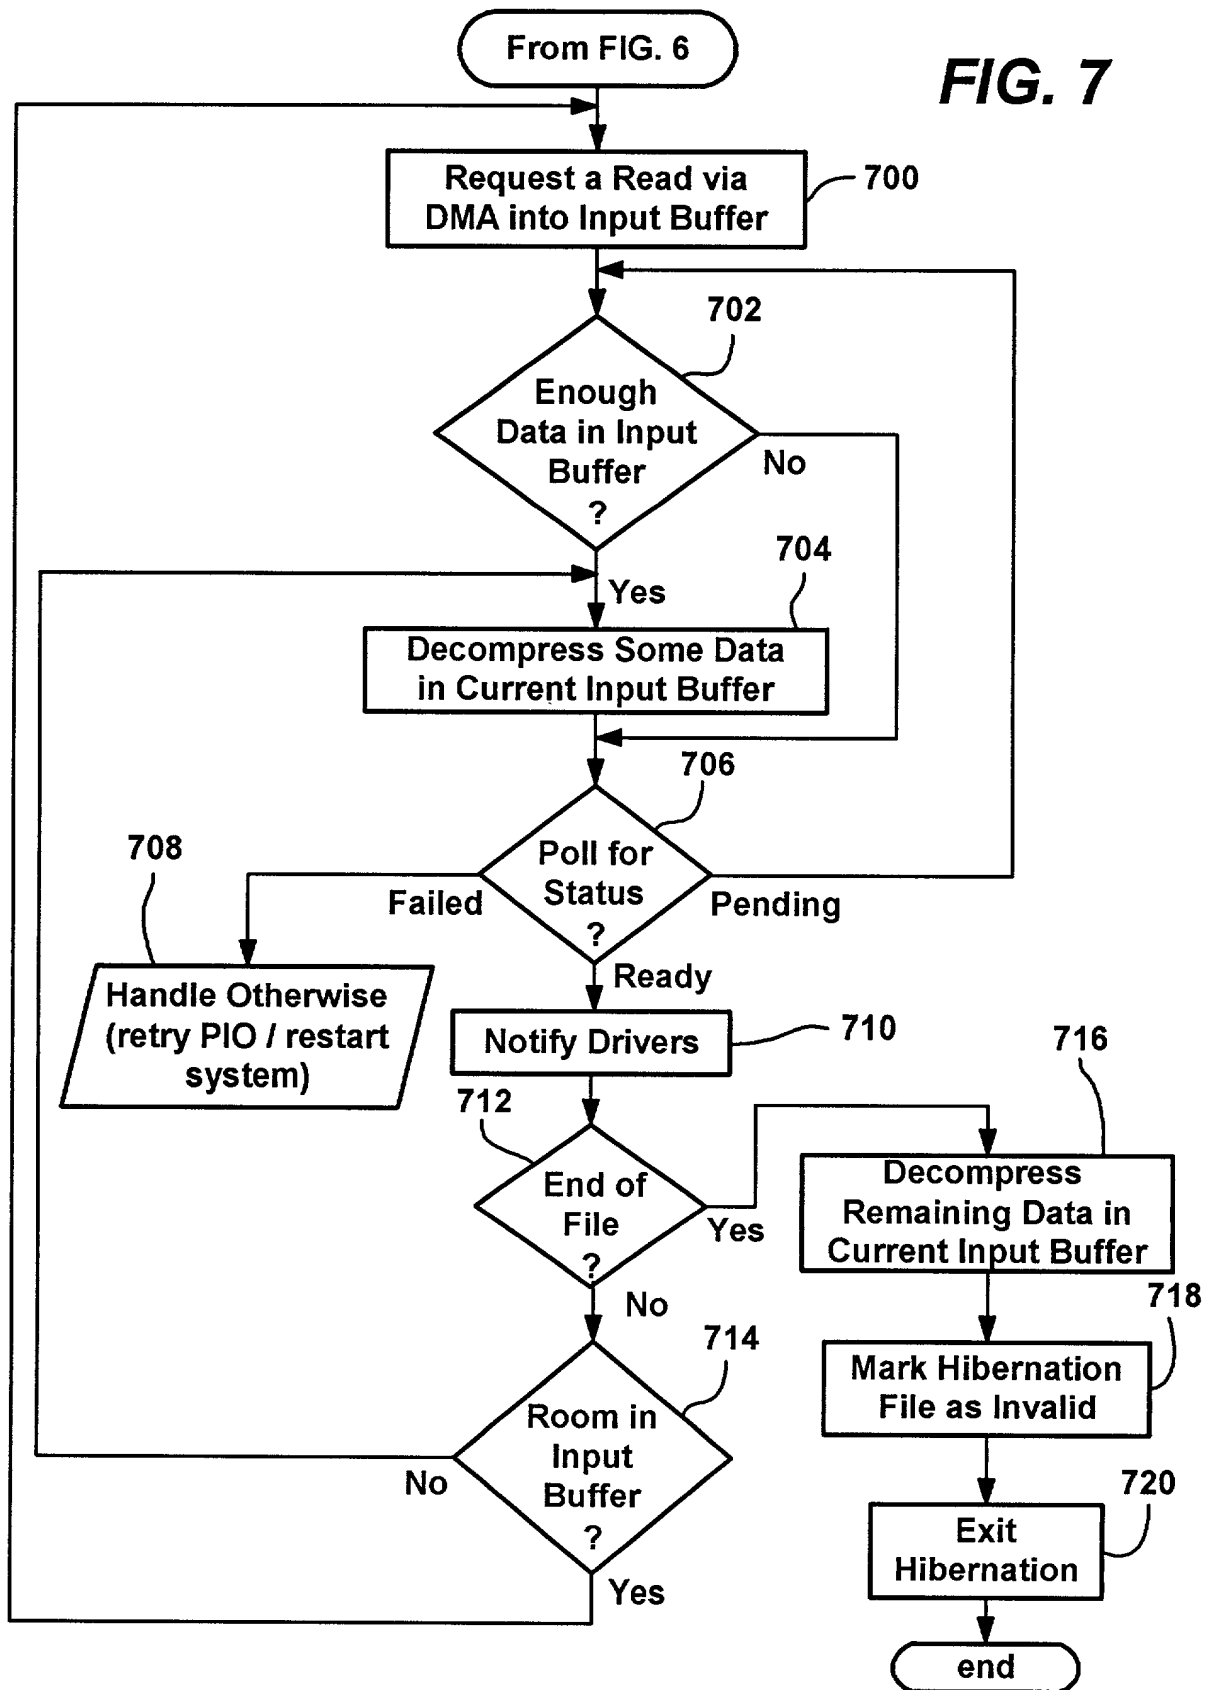 From FIG. 6
FIG. 7
Request a Read via
DMA into Input Buffer
700
702
Enough
Data in Input
Buffer
?
No
704
Yes
Decompress Some Data
in Current Input Buffer
706
Poll for
Status
?
Failed
Pending
708
Handle Otherwise
(retry PIO / restart
system)
Ready
Notify Drivers
710
712
End of
File
?
Yes
No
716
Decompress
Remaining Data in
Current Input Buffer
714
Room in
Input
Buffer
?
No
Yes
718
Mark Hibernation
File as Invalid
720
Exit
Hibernation
end